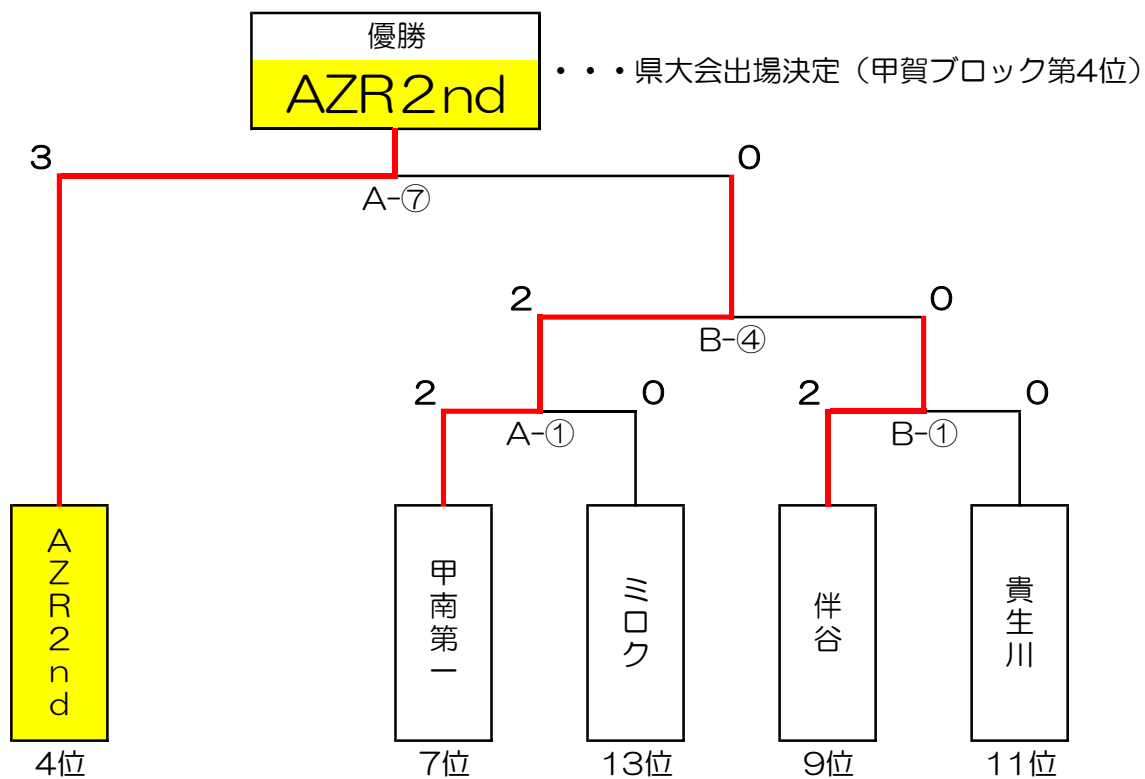 優勝
AZR2nd
・・・県大会出場決定（甲賀ブロック第4位）
3
0
A-⑦
2
0
B-④
2
0
2
0
A-①
B-①
AZR2nd
甲南第一
ミロク
伴谷
貴生川
4位
7位
13位
9位
11位